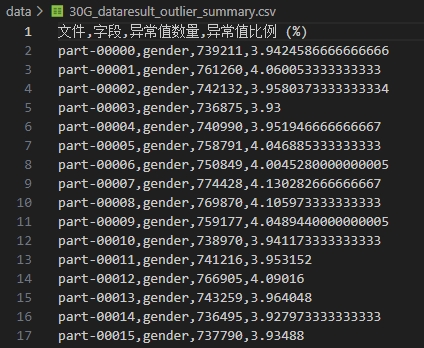 data > 30G_dataresult_outlier_summary.csv
1 文件,字段,异常值数量,异常值比例 (%)
2 part-00000,gender,739211,3.9424586666666666
3 part-00001,gender,761260,4.060053333333333
4 part-00002,gender,742132,3.9580373333333334
5 part-00003,gender,736875,3.93
6 part-00004,gender,740990,3.951946666666667
7 part-00005,gender,758791,4.046885333333333
8 part-00006,gender,750849,4.0045280000000005
9 part-00007,gender,774428,4.130282666666667
10 part-00008,gender,769870,4.105973333333333
11 part-00009,gender,759177,4.0489440000000005
12 part-00010,gender,738970,3.941173333333333
13 part-00011,gender,741216,3.953152
14 part-00012,gender,766905,4.09016
15 part-00013,gender,743259,3.964048
16 part-00014,gender,736495,3.927973333333333
17 part-00015,gender,737790,3.93488